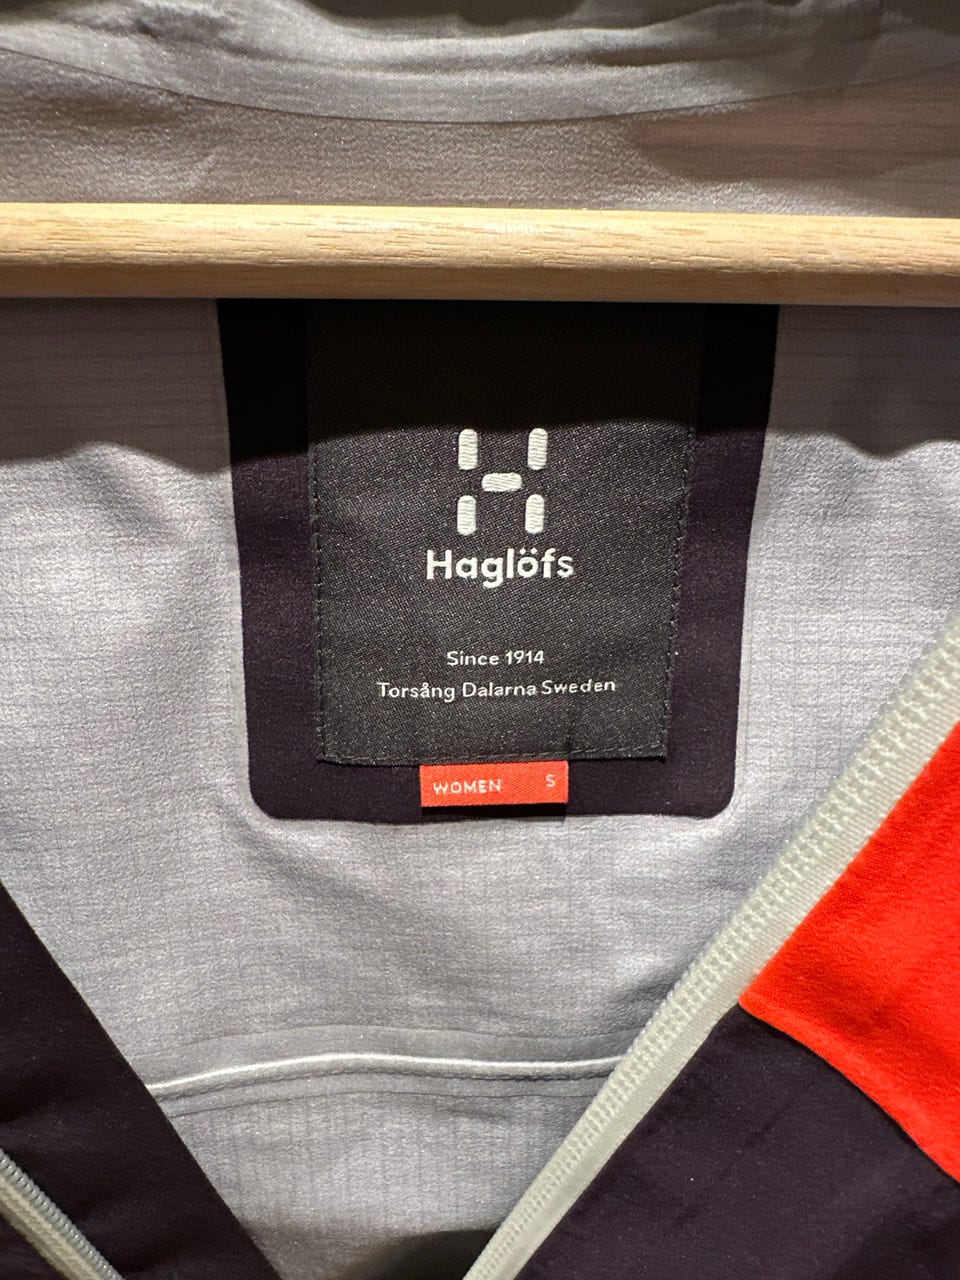 Haglöfs
Since 1914
Torsång Dalarna Sweden
WOMEN S